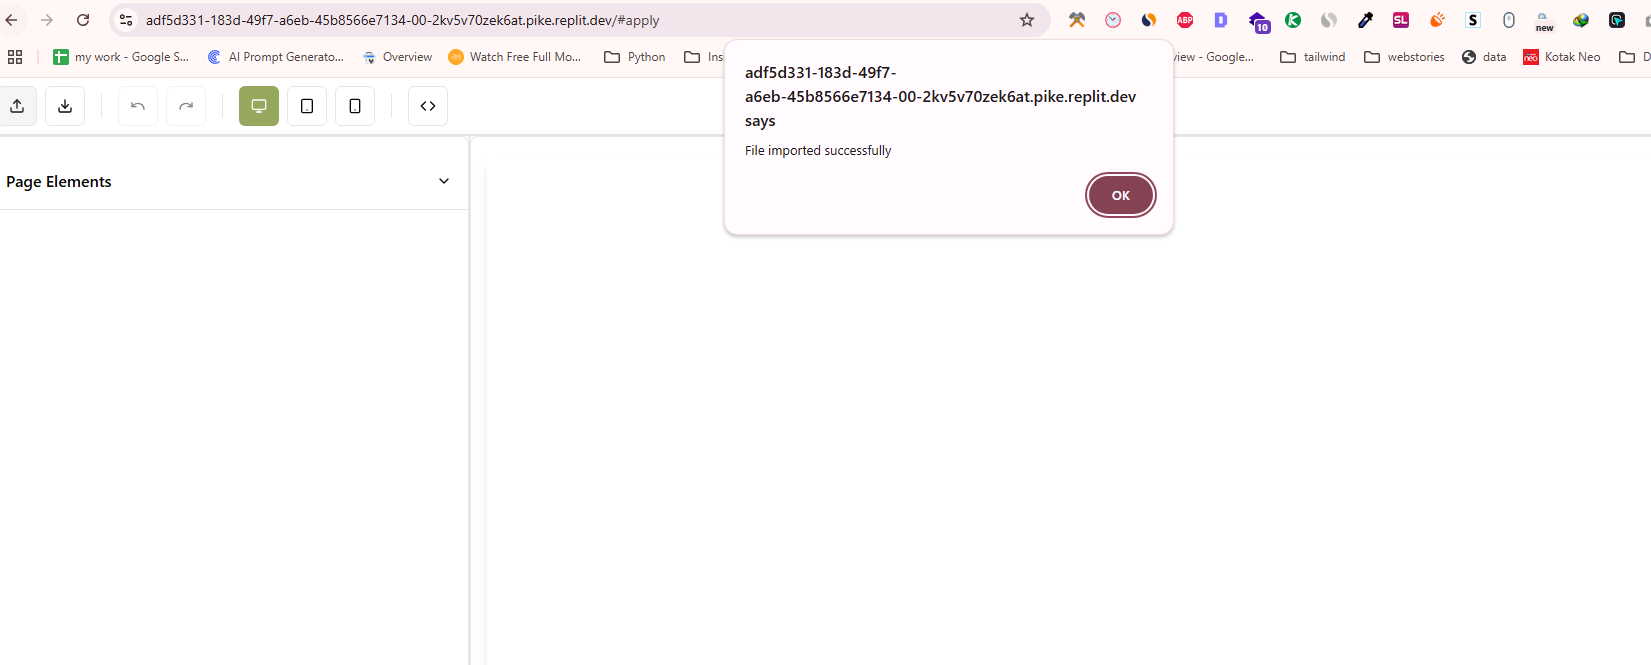 adf5d331-183d-49f7-a6eb-45b8566e7134-00-2kv5v70zek6at.pike.replit.dev/#apply
ABP
D
10
K
SL
S
new
my work - Google S...
AI Prompt Generato...
Overview
Watch Free Full Mo...
Python
Ins
view - Google...
tailwind
webstories
data
neo
Kotak Neo
D
adf5d331-183d-49f7-
a6eb-45b8566e7134-00-2kv5v70zek6at.pike.replit.dev
says
File imported successfully
OK
Page Elements